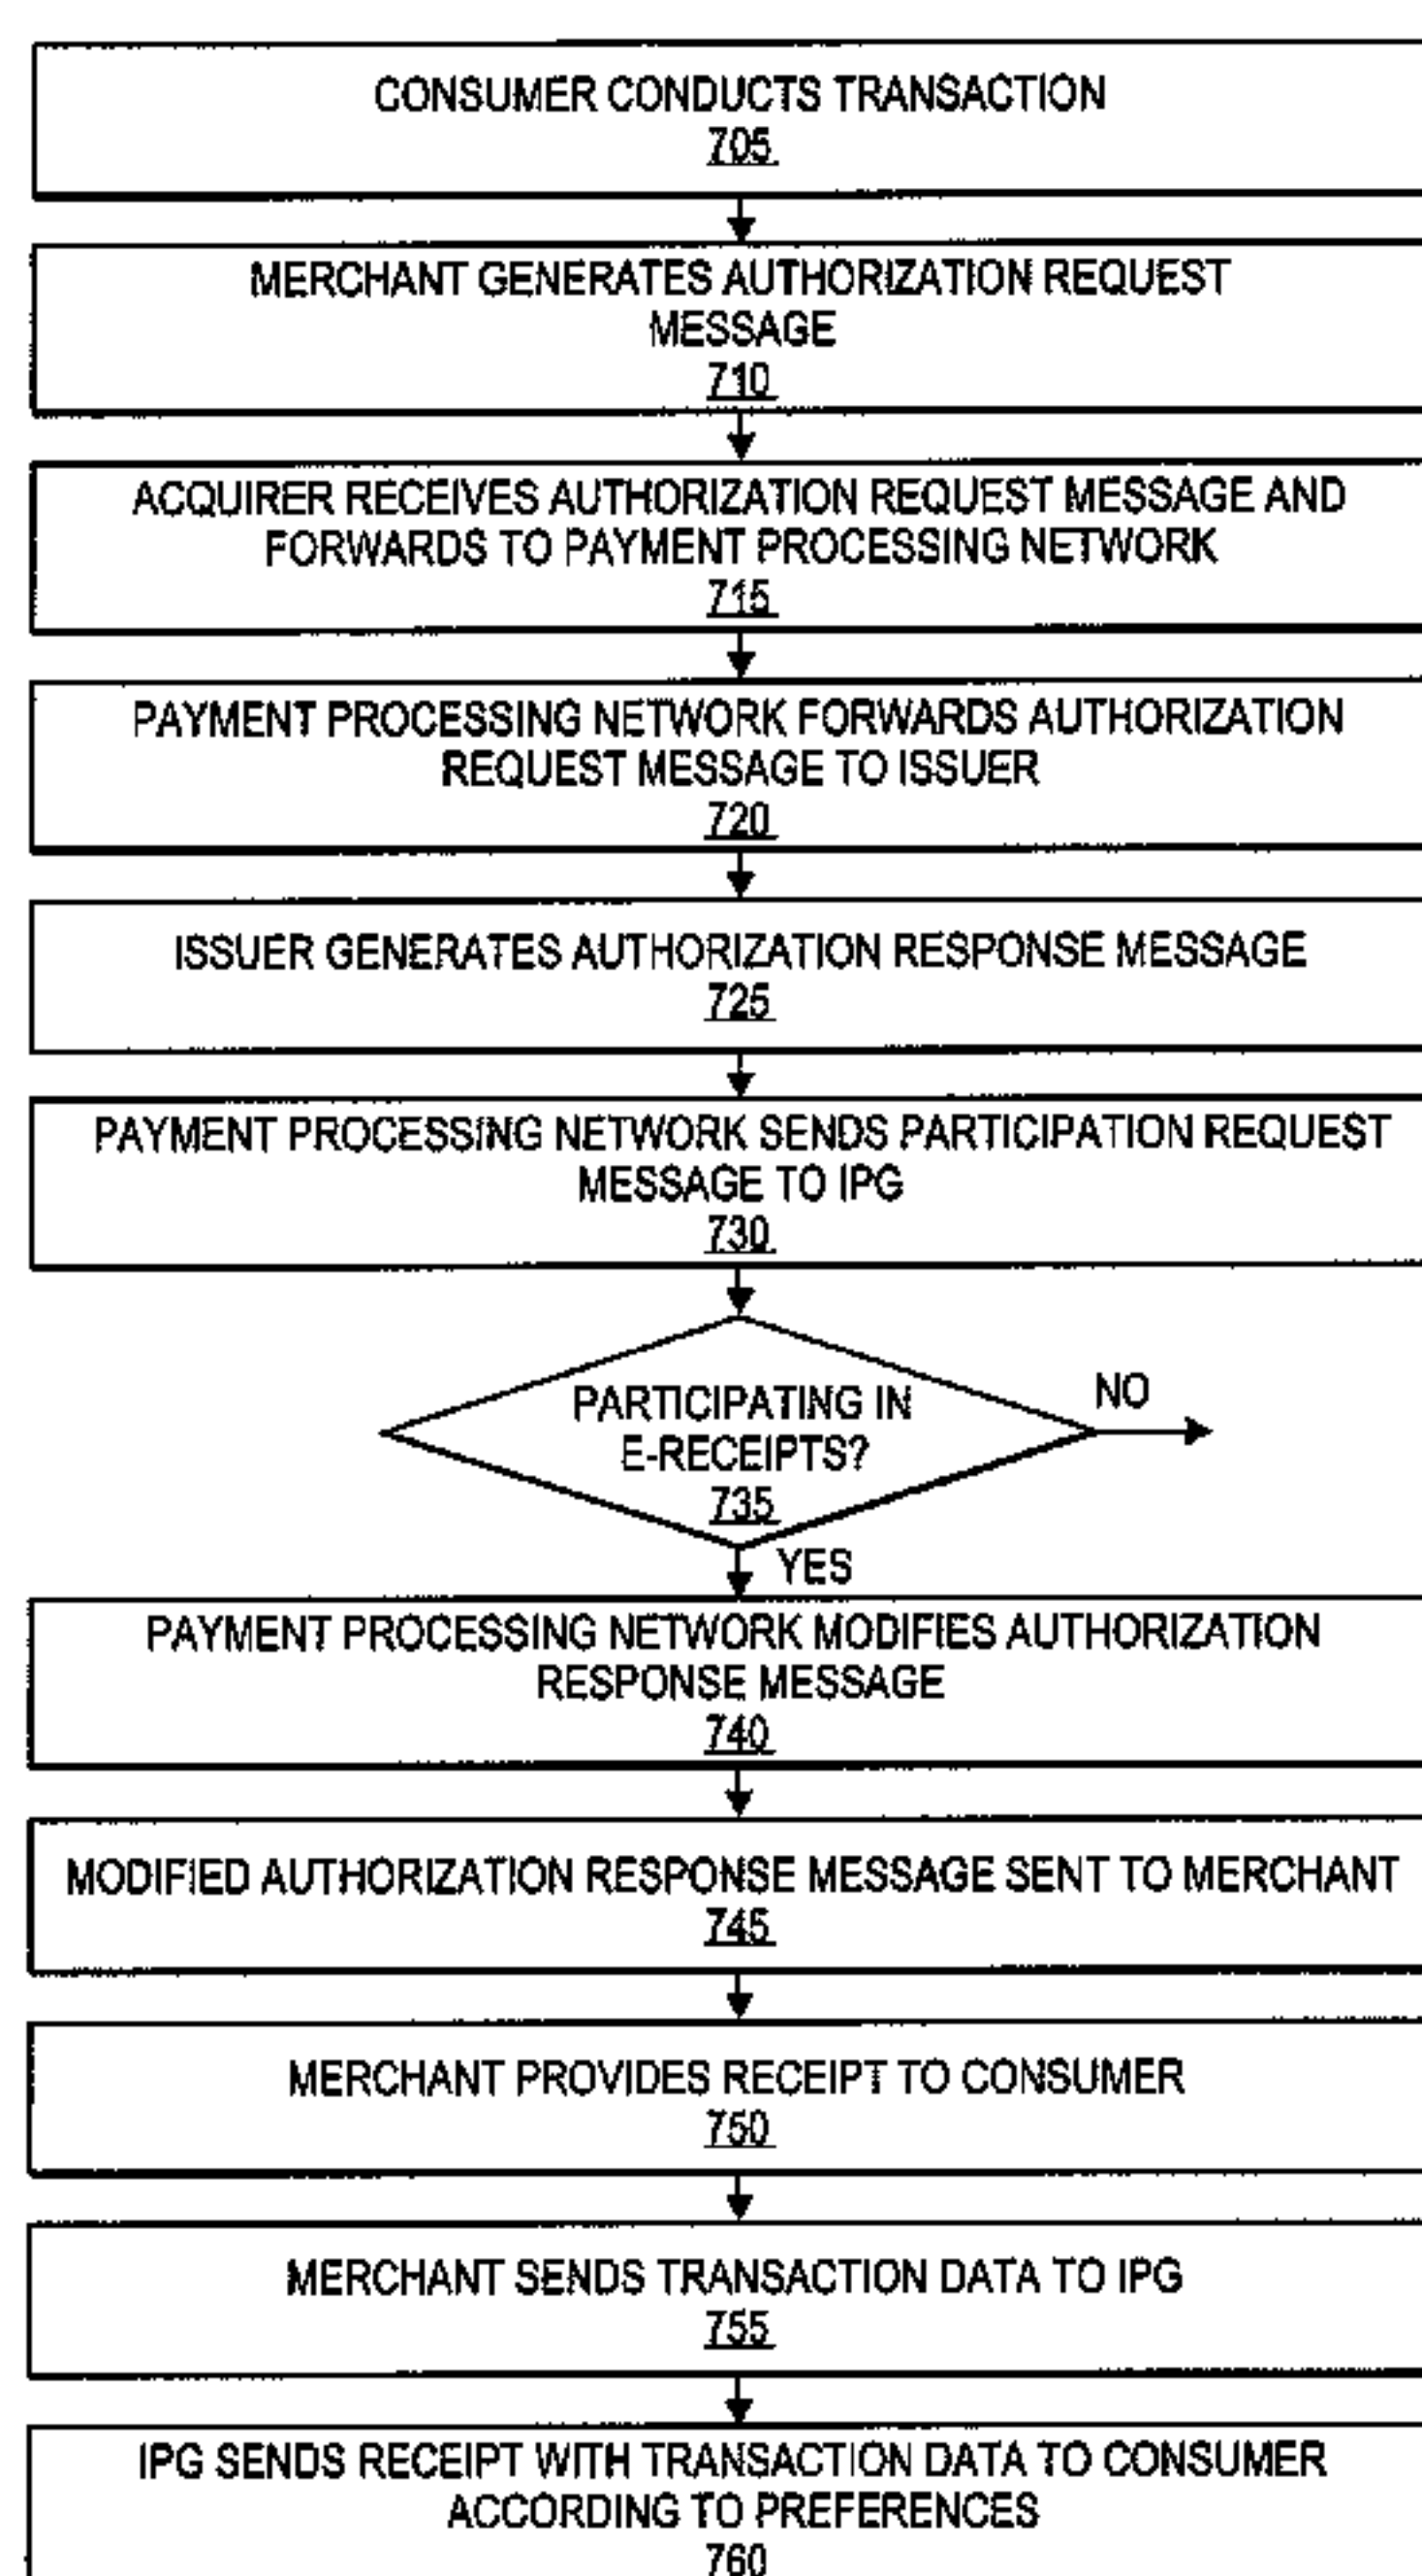 CONSUMER CONDUCTS TRANSACTION
705
MERCHANT GENERATES AUTHORIZATION REQUEST
MESSAGE
710
ACQUIRER RECEIVES AUTHORIZATION REQUEST MESSAGE AND
FORWARDS TO PAYMENT PROCESSING NETWORK
715
PAYMENT PROCESSING NETWORK FORWARDS AUTHORIZATION
REQUEST MESSAGE TO ISSUER
720
ISSUER GENERATES AUTHORIZATION RESPONSE MESSAGE
725
PAYMENT PROCESSING NETWORK SENDS PARTICIPATION REQUEST
MESSAGE TO IPG
730
PARTICIPATING IN
E-RECEIPTS?
735
NO
YES
PAYMENT PROCESSING NETWORK MODIFIES AUTHORIZATION
RESPONSE MESSAGE
740
MODIFIED AUTHORIZATION RESPONSE MESSAGE SENT TO MERCHANT
745
MERCHANT PROVIDES RECEIPT TO CONSUMER
750
MERCHANT SENDS TRANSACTION DATA TO IPG
755
IPG SENDS RECEIPT WITH TRANSACTION DATA TO CONSUMER
ACCORDING TO PREFERENCES
760